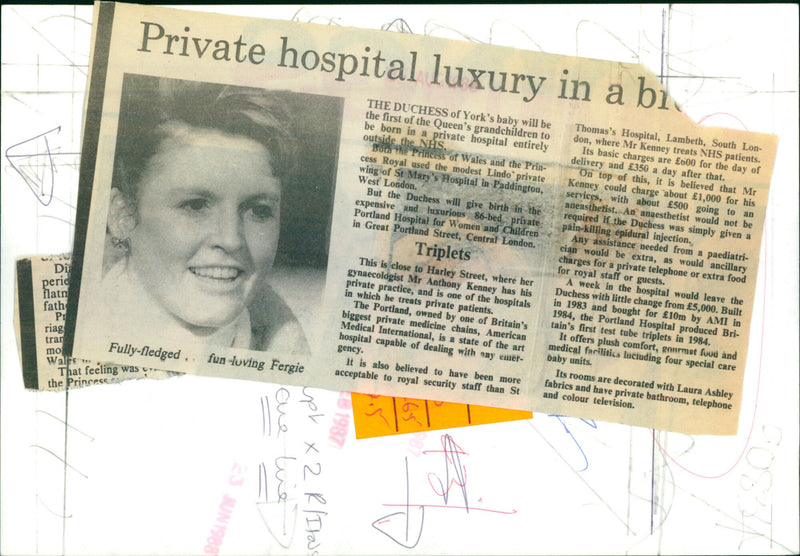 Private hospital luxury in a
THE DUCHESS of York's baby will be
the first of the Queen's grandchildren to
be born in a private hospital entirely
outside the NHS.
Both the Princess of Wales and the Prin-
cess Royal used the modest Lindo private
wing of St Mary's Hospital in Paddington,
West London.
But the Duchess will give birth in the
expensive and luxurious 86-bed private
Portland Hospital for Women and Children
in Great Portland Street, Central London.
Triplets
This is close to Harley Street, where her
gynaecologist Mr Anthony Kenney has his
private practice, and is one of the hospitals
in which he treats private patients.
The Portland, owned by one of Britain's
biggest private medicine chains, American
Medical International, is a state of the art
hospital capable of dealing with any emer-
gency.
It is also believed to have been more
acceptable to royal security staff than St
Thomas's Hospital, Lambeth, South Lon-
don, where Mr Kenney treats NHS patients.
Its basic charges are £600 for the day of
delivery and £350 a day after that.
On top of this, it is believed that Mr
Kenney could charge about £1,000 for his
services, with about £500 going to an
aneasthetist. An anaesthetist would not be
required if the Duchess was simply given a
pain-killing epidural injection.
Any assistance needed from a paediatri-
cian would be extra, as would ancillary
charges for a private telephone or extra food
for royal staff or guests.
A week in the hospital would leave the
Duchess with little change from £5,000. Built
in 1983 and bought for £10m by AMI in
1984, the Portland Hospital produced Bri-
tain's first test tube triplets in 1984.
It offers plush comfort, gourmet food and
medical facilities including four special care
baby units.
Its rooms are decorated with Laura Ashley
fabrics and have private bathroom, telephone
and colour television.
Fully-fledged . . fun-loving Fergie
That feeling was
the Princess
1987
x 2
one line
23 JUN 1988